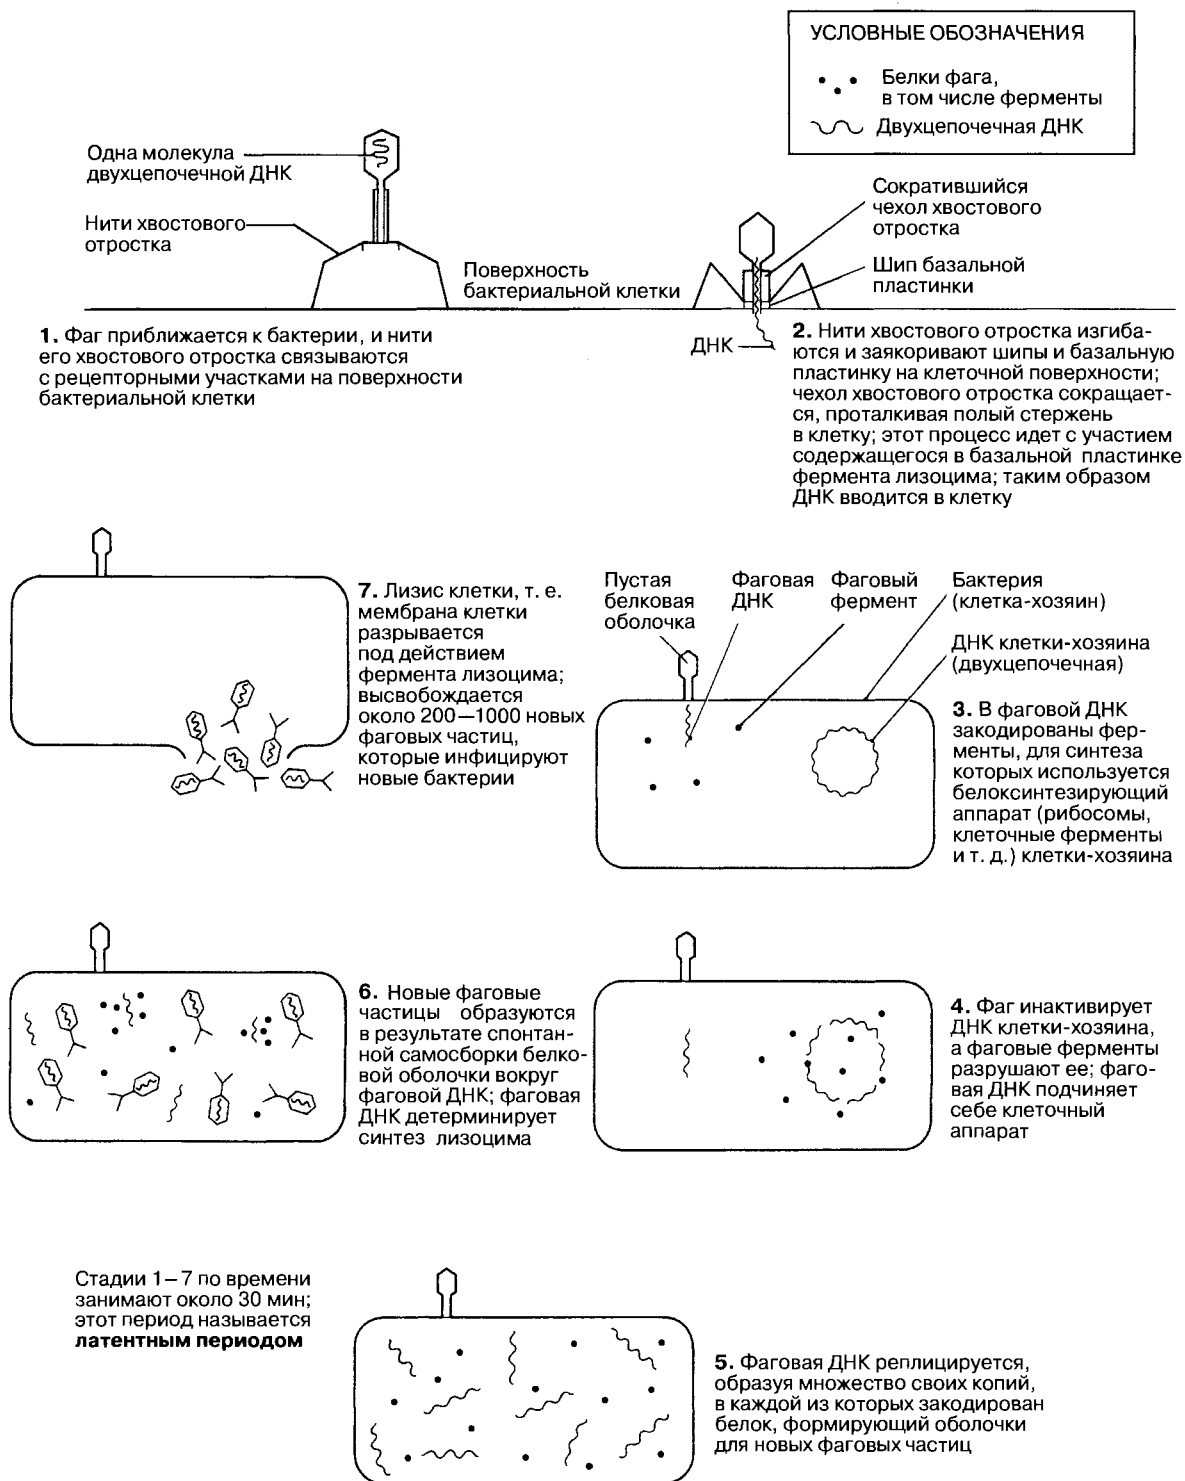 УСЛОВНЫЕ ОБОЗНАЧЕНИЯ
Белки фага,
в том числе ферменты
Двухцепочечная ДНК
Одна молекула
двухцепочечной ДНК
Нити хвостового
отростка
Поверхность
бактериальной клетки
Сократившийся
чехол хвостового
отростка
Шип базальной
пластинки
ДНК
1. Фаг приближается к бактерии, и нити
его хвостового отростка связываются
с рецепторными участками на поверхности
бактериальной клетки
2. Нити хвостового отростка изгиба-
ются и заякоривают шипы и базальную
пластинку на клеточной поверхности;
чехол хвостового отростка сокращает-
ся, проталкивая полый стержень
в клетку; этот процесс идет с участием
содержащегося в базальной пластинке
фермента лизоцима; таким образом
ДНК вводится в клетку
7. Лизис клетки, т. е.
мембрана клетки
разрывается
под действием
фермента лизоцима;
высвобождается
около 200—1000 новых
фаговых частиц,
которые инфицируют
новые бактерии
Пустая
белковая
оболочка
Фаговая
ДНК
Фаговый
фермент
Бактерия
(клетка-хозяин)
ДНК клетки-хозяина
(двухцепочечная)
3. В фаговой ДНК
закодированы фер-
менты, для синтеза
которых используется
белоксинтезирующий
аппарат (рибосомы,
клеточные ферменты
и т. д.) клетки-хозяина
6. Новые фаговые
частицы образуются
в результате спонтан-
ной самосборки белко-
вой оболочки вокруг
фаговой ДНК; фаговая
ДНК детерминирует
синтез лизоцима
4. Фаг инактивирует
ДНК клетки-хозяина,
а фаговые ферменты
разрушают ее; фаго-
вая ДНК подчиняет
себе клеточный
аппарат
Стадии 1—7 по времени
занимают около 30 мин;
этот период называется
латентным периодом
5. Фаговая ДНК реплицируется,
образуя множество своих копий,
в каждой из которых закодирован
белок, формирующий оболочки
для новых фаговых частиц